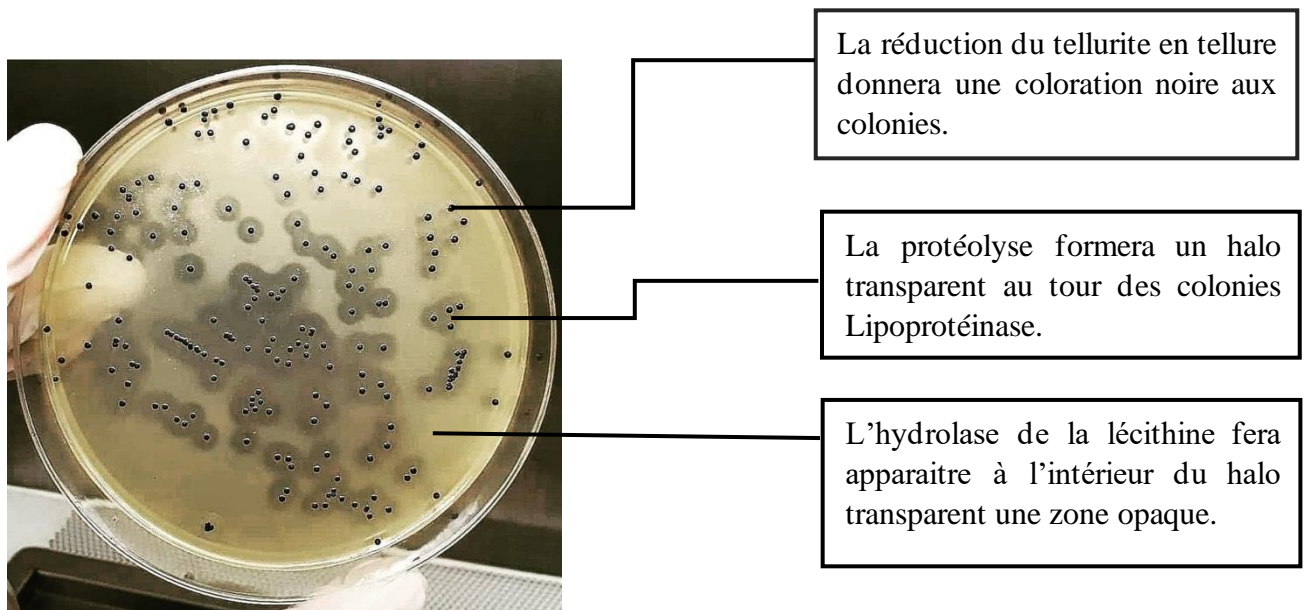 La réduction du tellurite en tellure
donnera une coloration noire aux
colonies.
La protéolyse formera un halo
transparent au tour des colonies
Lipoprotéinase.
L'hydrolase de la lécithine fera
apparaitre à l'intérieur du halo
transparent une zone opaque.